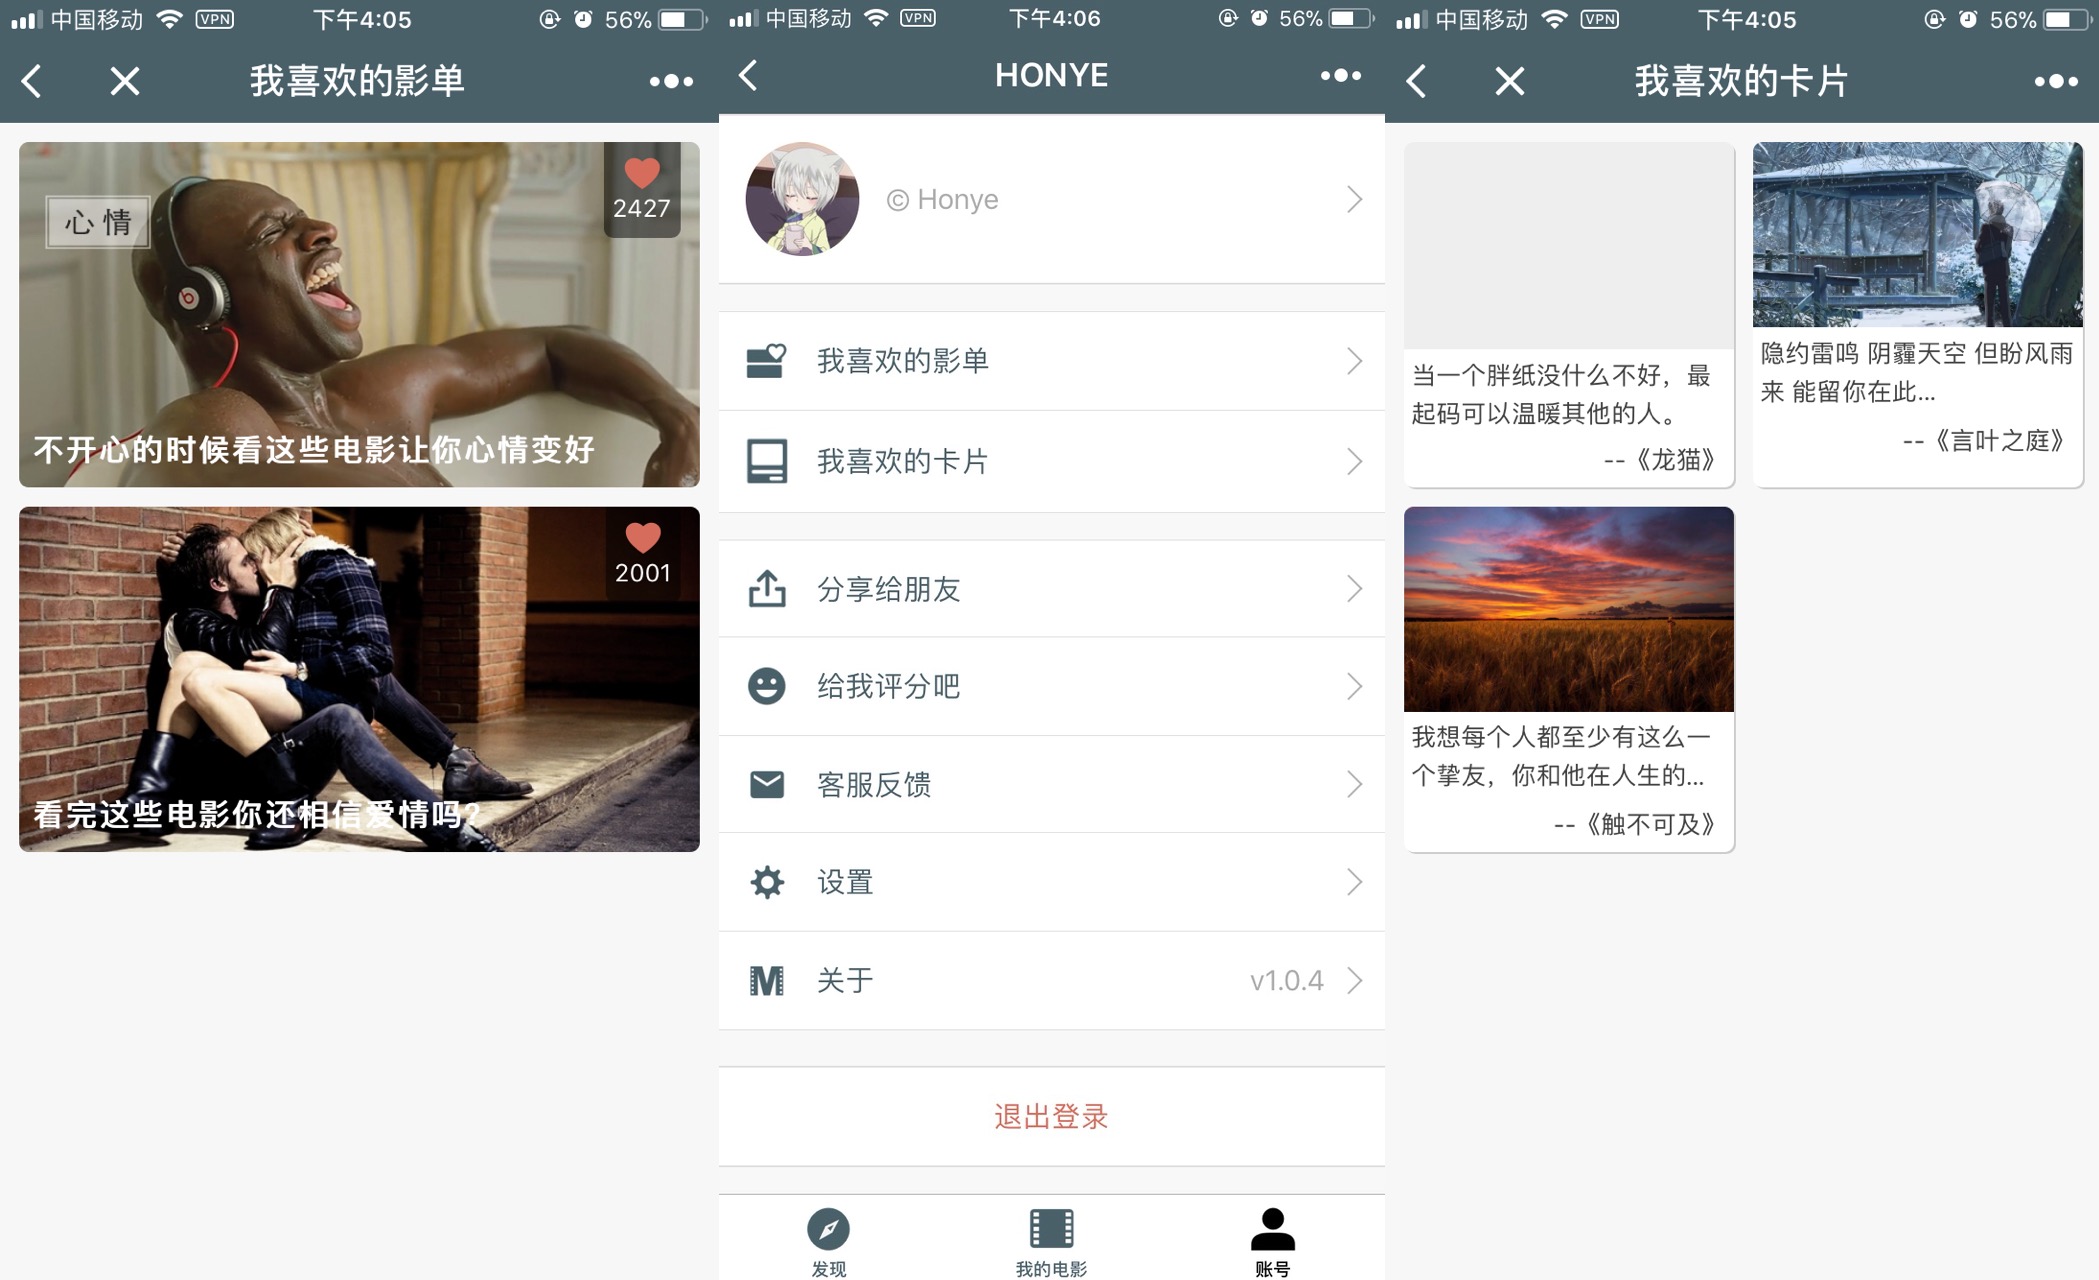 中国移动 VPN 下午4:05 56%
我喜欢的影单
心情
2427
不开心的时候看这些电影让你心情变好
2001
看完这些电影你还相信爱情吗?
中国移动 VPN 下午4:06 56%
HONYE
© Honye
我喜欢的影单
我喜欢的卡片
分享给朋友
给我评分吧
客服反馈
设置
关于 v1.0.4
退出登录
发现 我的电影 账号
中国移动 VPN 下午4:05 56%
我喜欢的卡片
当一个胖纸没什么不好，最
起码可以温暖其他的人。
--《龙猫》
隐约雷鸣 阴霾天空 但盼风雨
来 能留你在此...
--《言叶之庭》
我想每个人都至少有这么一
个挚友，你和他在人生的...
--《触不可及》